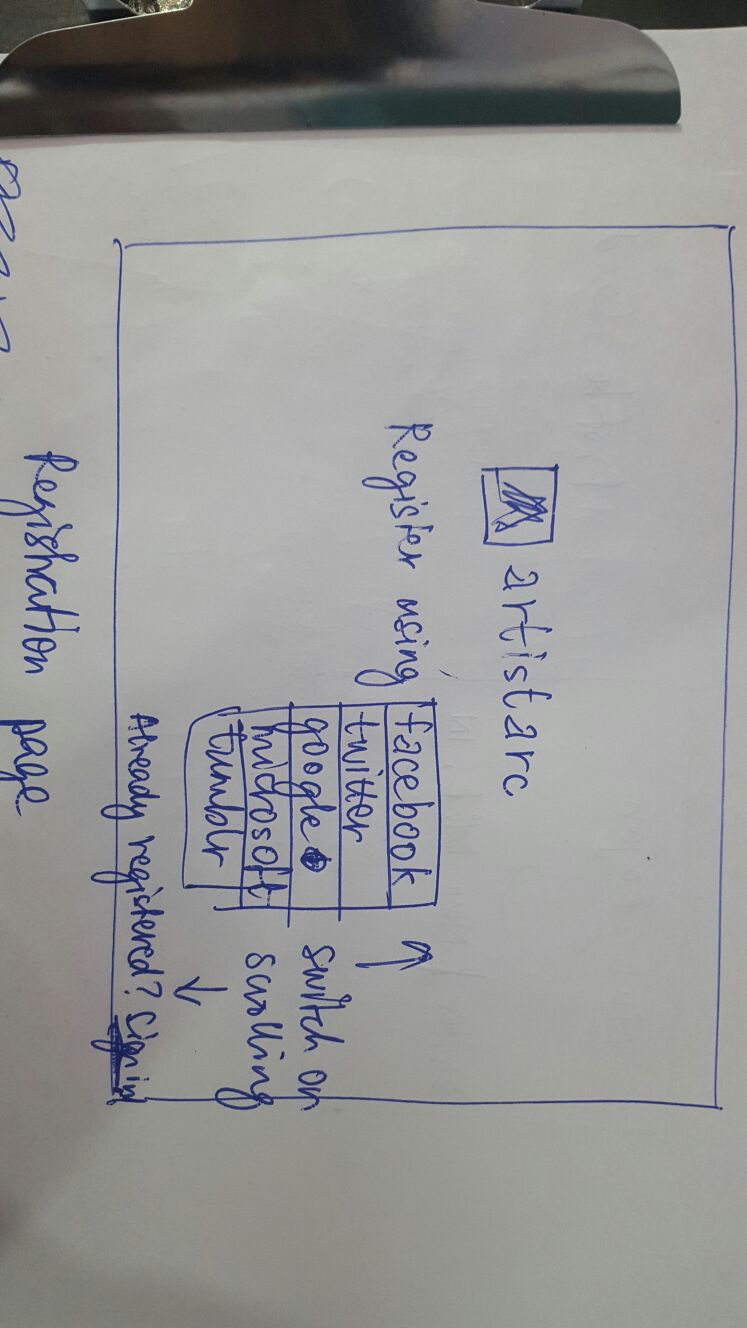 artistarc
Register using
facebook
twitter
google
microsoft
tumblr
switch on
scrolling
Already registered? Sign in
Registration page